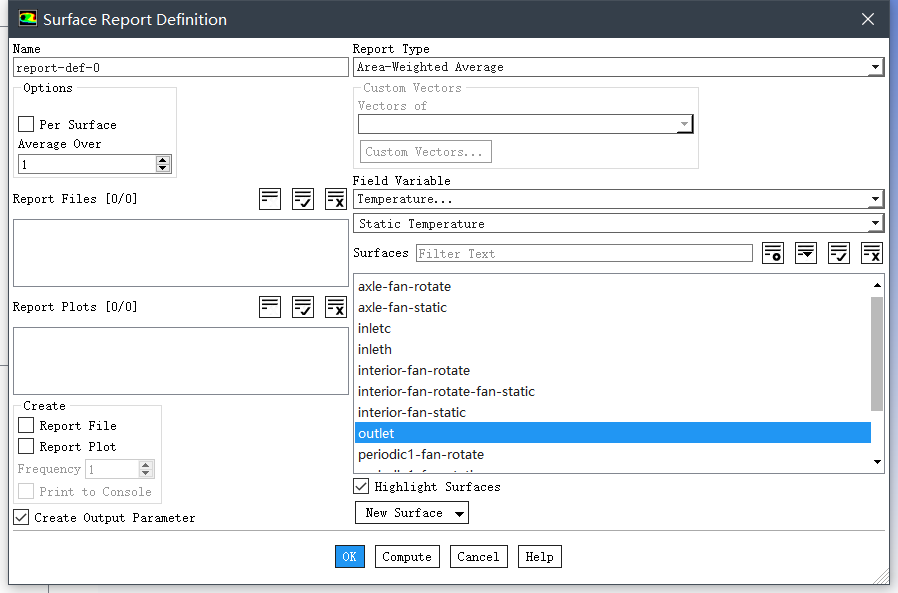 Surface Report Definition
Name
report-def-0
Options
Per Surface
Average Over
1
Report Files [0/0]
Report Plots [0/0]
Create
Report File
Report Plot
Frequency 1
Print to Console
Create Output Parameter
Report Type
Area-Weighted Average
Custom Vectors
Vectors of
Custom Vectors...
Field Variable
Temperature...
Static Temperature
Surfaces Filter Text
axle-fan-rotate
axle-fan-static
inletc
inleth
interior-fan-rotate
interior-fan-rotate-fan-static
interior-fan-static
outlet
periodic1-fan-rotate
Highlight Surfaces
New Surface
OK Compute Cancel Help